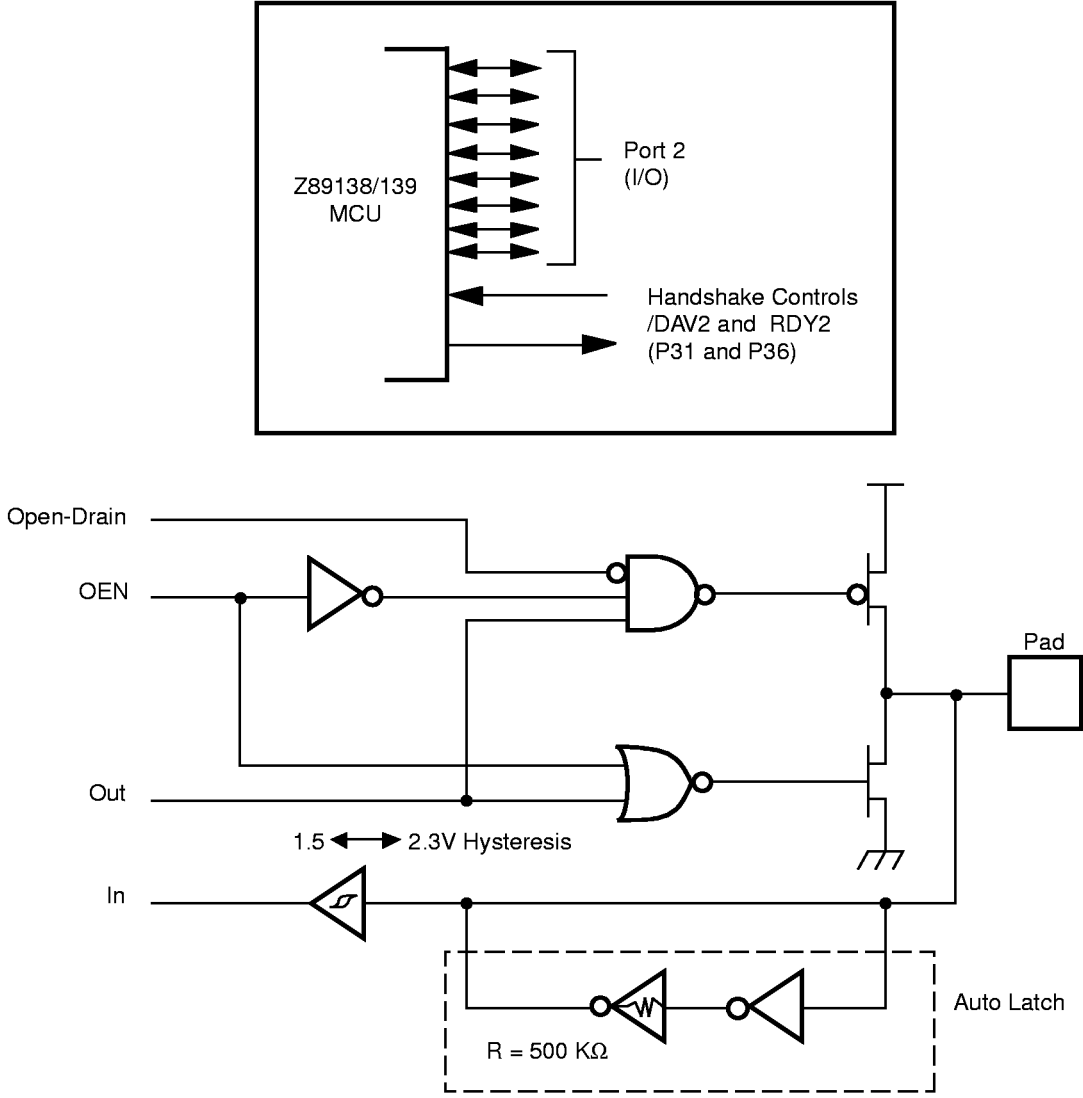 Z89138/139
MCU
Port 2
(I/O)
Handshake Controls
/DAV2 and RDY2
(P31 and P36)
Open-Drain
OEN
Pad
Out
1.5 2.3V Hysteresis
In
Auto Latch
R = 500 KΩ